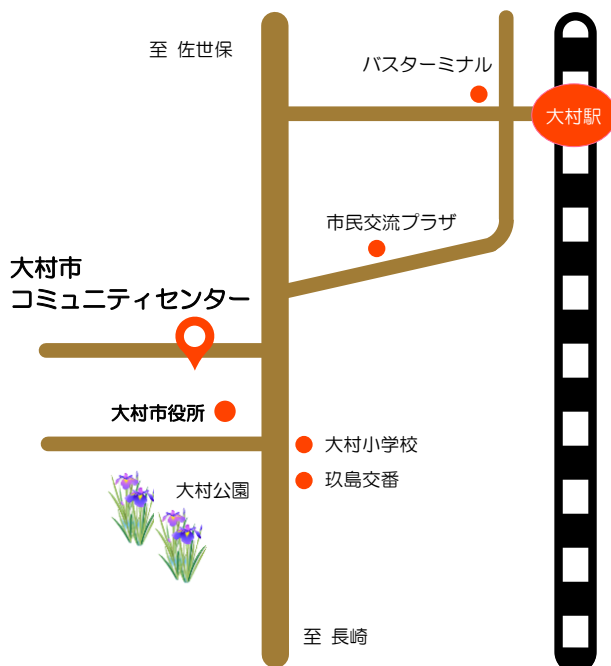 至 佐世保
バスターミナル
大村駅
市民交流プラザ
大村市
コミュニティセンター
大村市役所
大村小学校
玖島交番
大村公園
至 長崎